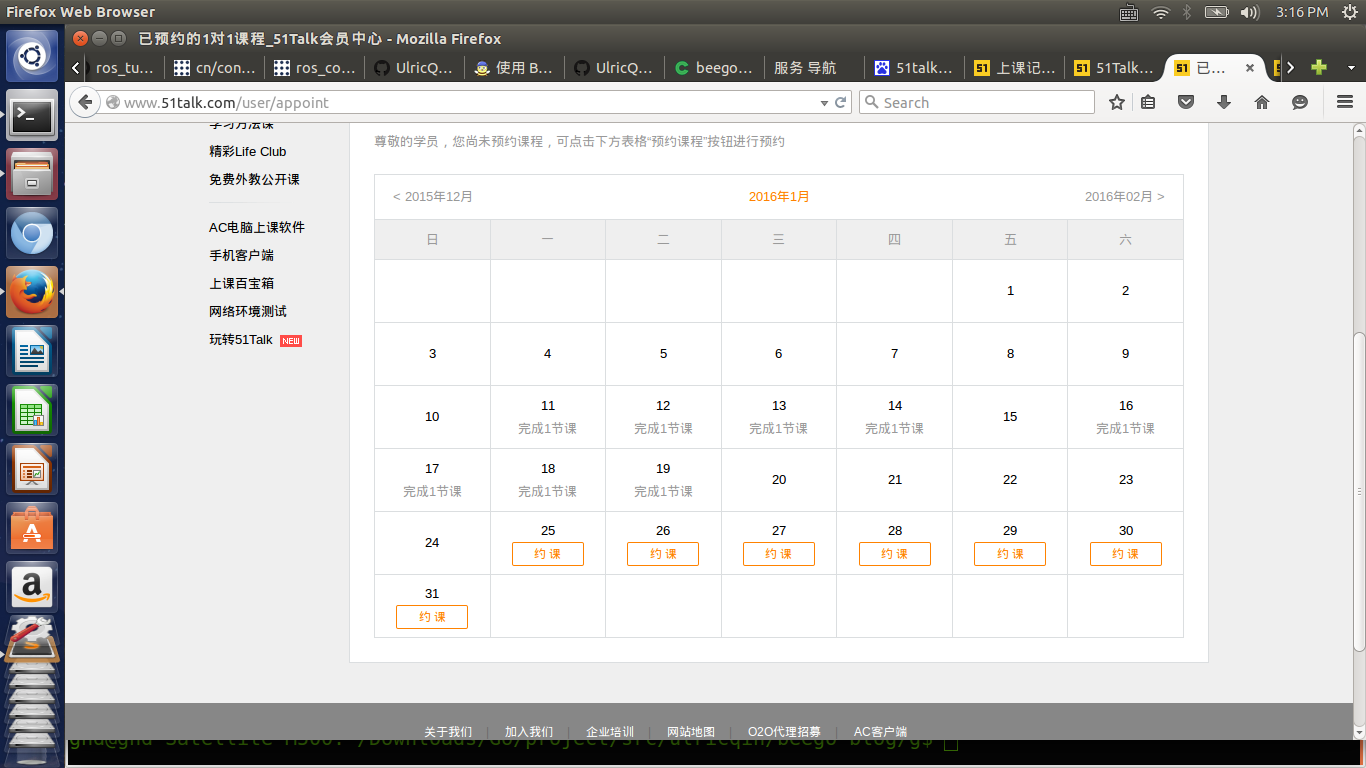 Firefox Web Browser
3:16 PM
已预约的1对1课程_51Talk会员中心 - Mozilla Firefox
ros_tu... cn/con... ros_co... UlricQ... 使用 B... UlricQ... beego... 服务 导航 51talk... 上课记... 51Talk... 已...
www.51talk.com/user/appoint
Search
学习方法课
精彩Life Club
免费外教公开课
AC电脑上课软件
手机客户端
上课百宝箱
网络环境测试
玩转51Talk NEW
尊敬的学员，您尚未预约课程，可点击下方表格“预约课程”按钮进行预约
< 2015年12月 2016年1月 2016年02月 >
日 一 二 三 四 五 六
1 2
3 4 5 6 7 8 9
10 11 12 13 14 15 16
完成1节课 完成1节课 完成1节课 完成1节课 完成1节课
17 18 19 20 21 22 23
完成1节课 完成1节课 完成1节课
24 25 26 27 28 29 30
约 课 约 课 约 课 约 课 约 课 约 课
31
约 课
关于我们 | 加入我们 | 企业培训 | 网站地图 | O2O代理招募 | AC客户端